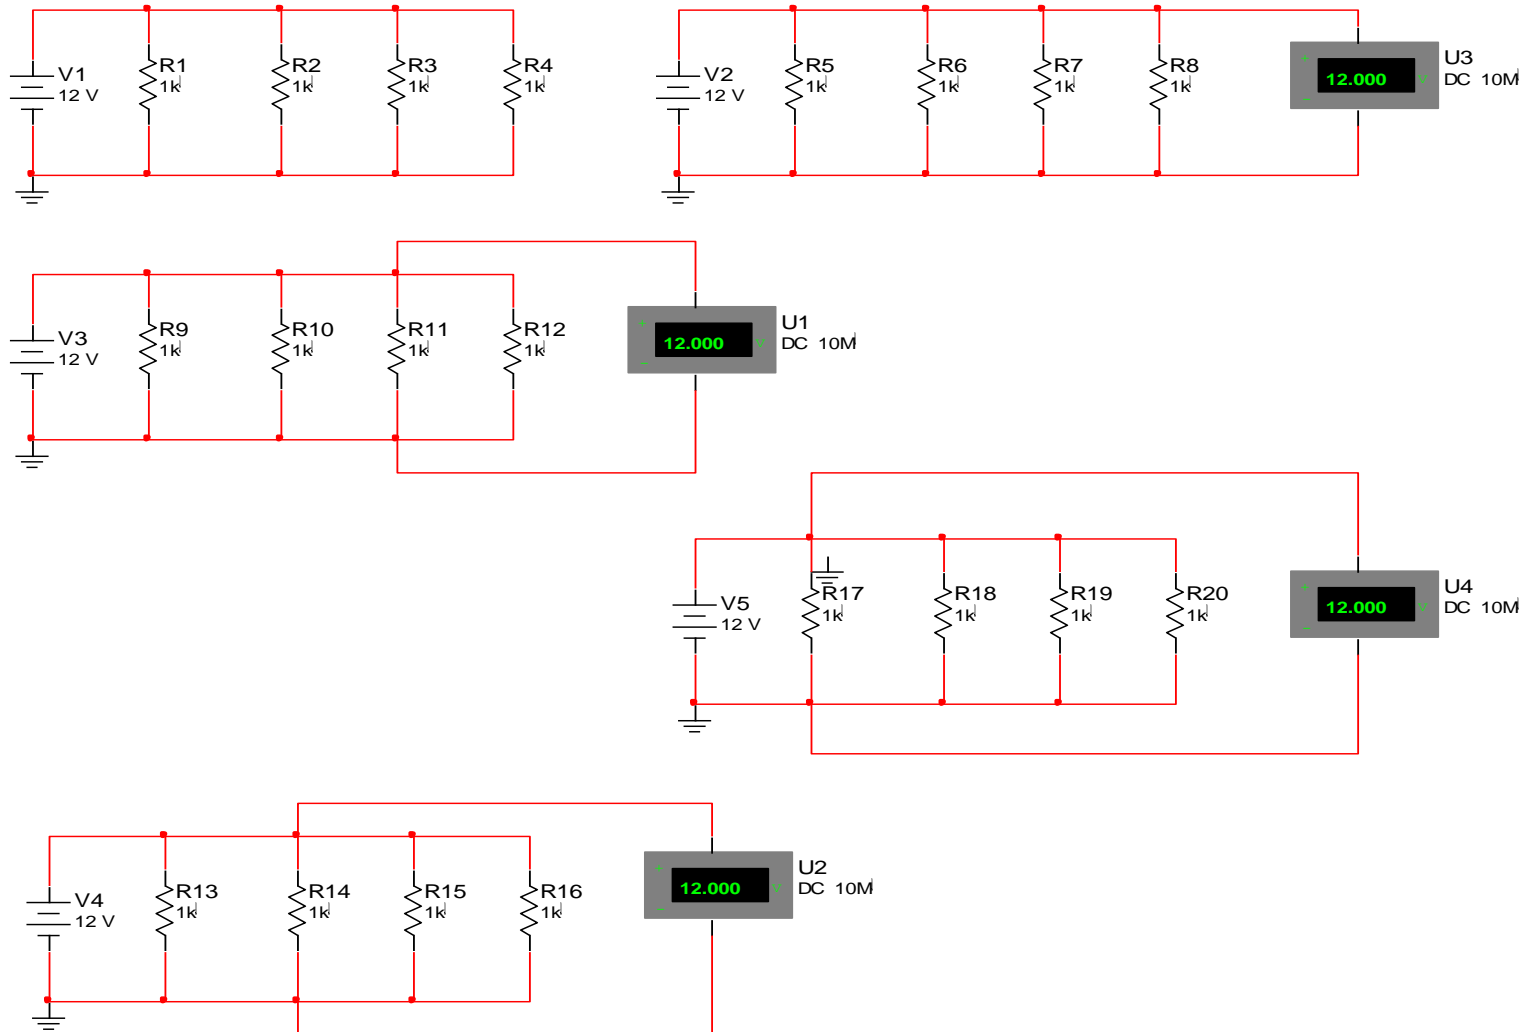 V1
12 V
R1
1k
R2
1k
R3
1k
R4
1k
V2
12 V
R5
1k
R6
1k
R7
1k
R8
1k
+
12.000
V
-
U3
DC 10M
V3
12 V
R9
1k
R10
1k
R11
1k
R12
1k
+
12.000
V
-
U1
DC 10M
V5
12 V
R17
1k
R18
1k
R19
1k
R20
1k
+
12.000
V
-
U4
DC 10M
V4
12 V
R13
1k
R14
1k
R15
1k
R16
1k
+
12.000
V
-
U2
DC 10M